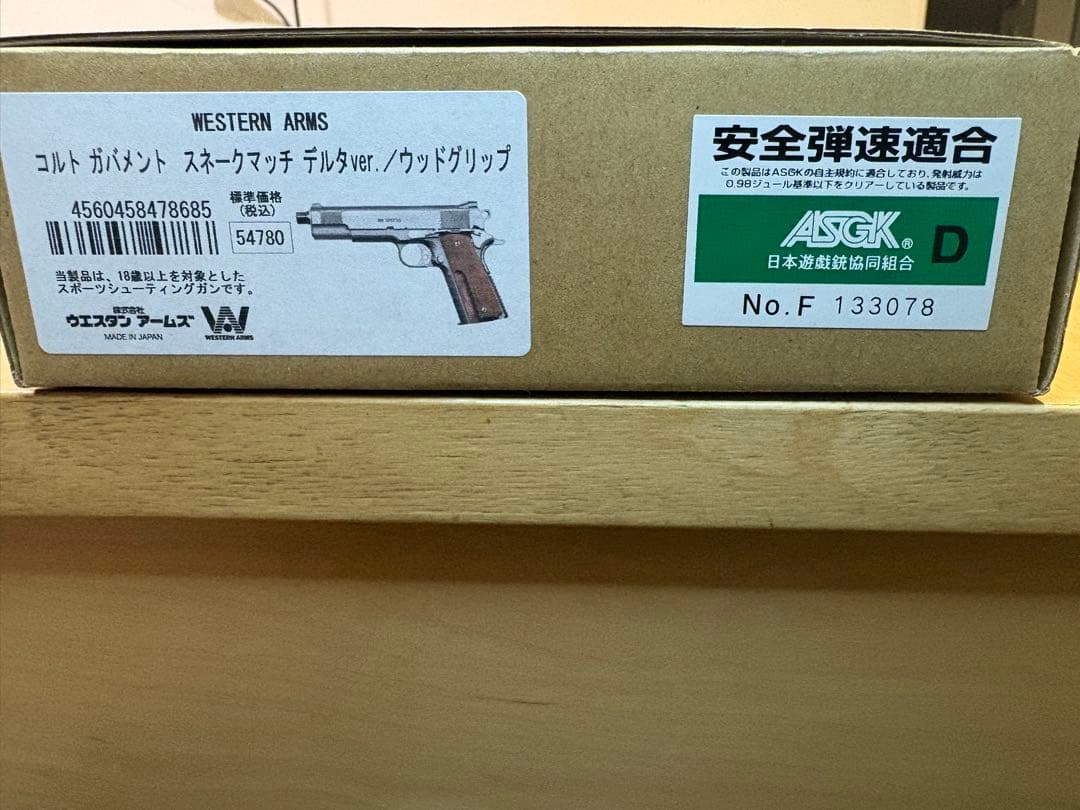 WESTERN ARMS
コルト ガバメント スネークマッチ デルタver.／ウッドグリップ
4560458478685
標準価格
(税込)
54780
当製品は、18歳以上を対象とした
スポーツシューティングガンです。
株式会社
ウエスタン アームズ
MADE IN JAPAN
WESTERN ARMS
安全弾速適合
この製品はASGKの自主規約に適合しており、発射威力は
0.98ジュール基準以下をクリアーしている製品です。
ASGK® D
日本遊戯銃協同組合
No.F 133078